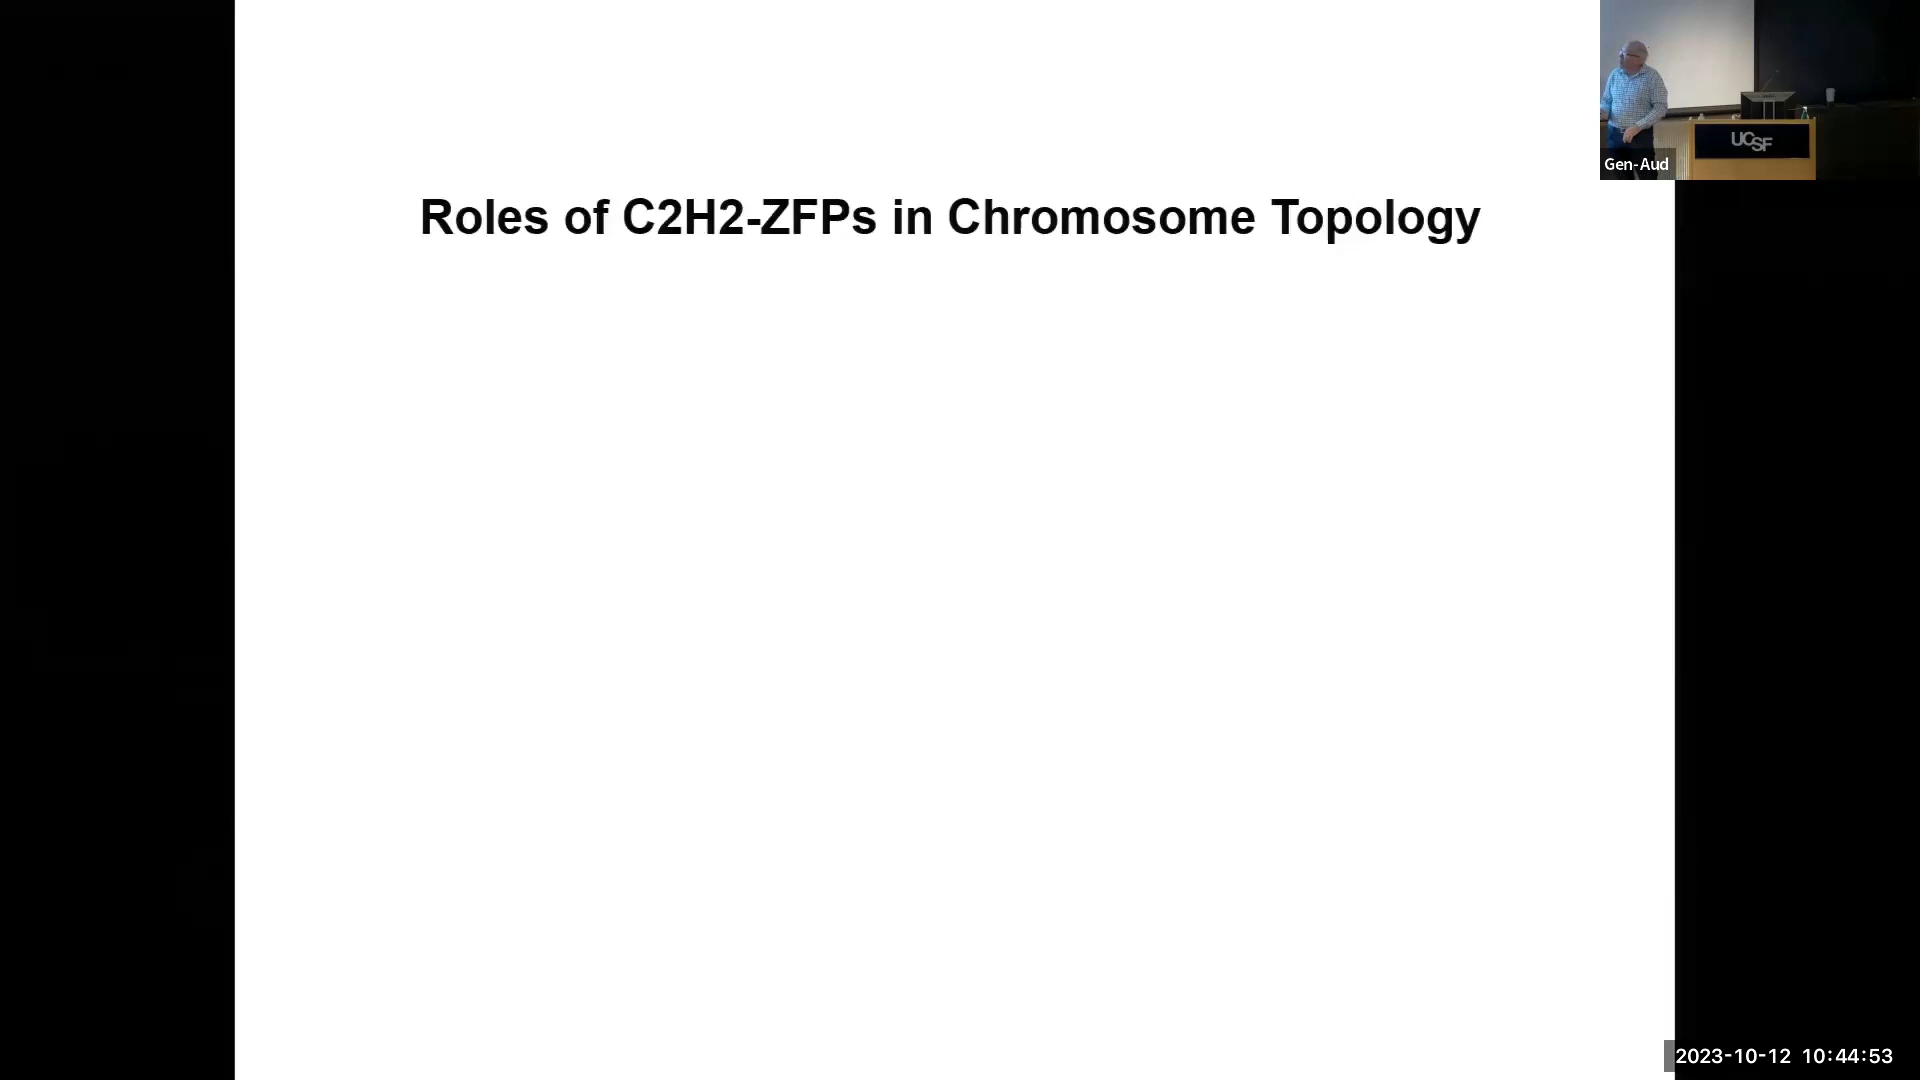 UCSF
Gen-Aud
Roles of C2H2-ZFPs in Chromosome Topology
2023-10-12 10:44:53